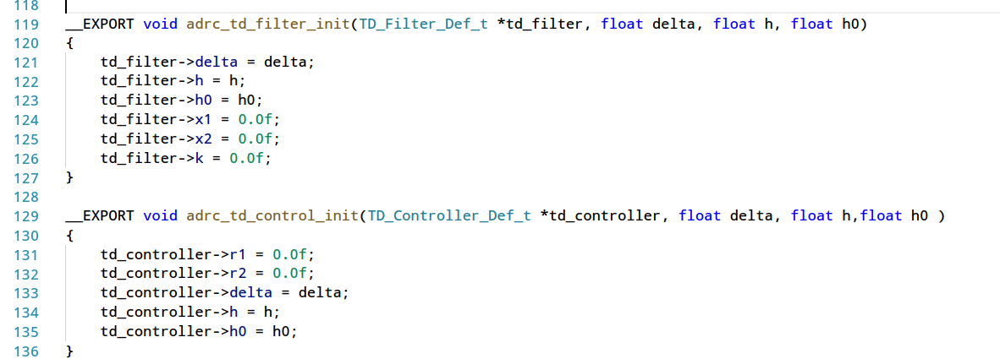 118
119 __EXPORT void adrc_td_filter_init(TD_Filter_Def_t *td_filter, float delta, float h, float h0)
120 {
121     td_filter->delta = delta;
122     td_filter->h = h;
123     td_filter->h0 = h0;
124     td_filter->x1 = 0.0f;
125     td_filter->x2 = 0.0f;
126     td_filter->k = 0.0f;
127 }
128
129 __EXPORT void adrc_td_control_init(TD_Controller_Def_t *td_controller, float delta, float h,float h0 )
130 {
131     td_controller->r1 = 0.0f;
132     td_controller->r2 = 0.0f;
133     td_controller->delta = delta;
134     td_controller->h = h;
135     td_controller->h0 = h0;
136 }